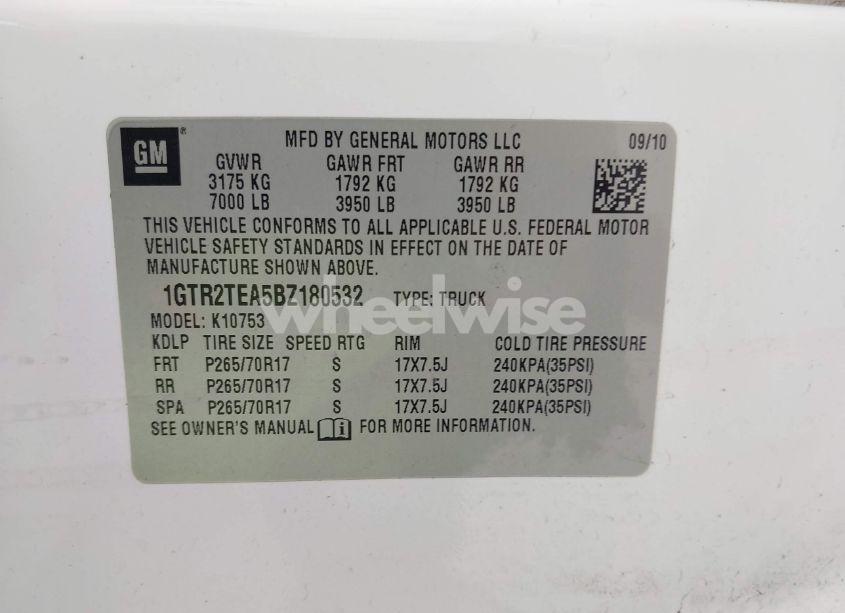 GM ®
MFD BY GENERAL MOTORS LLC 09/10
GVWR GAWR FRT GAWR RR
3175 KG 1792 KG 1792 KG
7000 LB 3950 LB 3950 LB
THIS VEHICLE CONFORMS TO ALL APPLICABLE U.S. FEDERAL MOTOR
VEHICLE SAFETY STANDARDS IN EFFECT ON THE DATE OF
MANUFACTURE SHOWN ABOVE.
1GTR2TEA5BZ180532 TYPE: TRUCK
wheelwise
MODEL: K10753
KDLP TIRE SIZE SPEED RTG RIM COLD TIRE PRESSURE
FRT P265/70R17 S 17X7.5J 240KPA(35PSI)
RR P265/70R17 S 17X7.5J 240KPA(35PSI)
SPA P265/70R17 S 17X7.5J 240KPA(35PSI)
SEE OWNER'S MANUAL i FOR MORE INFORMATION.